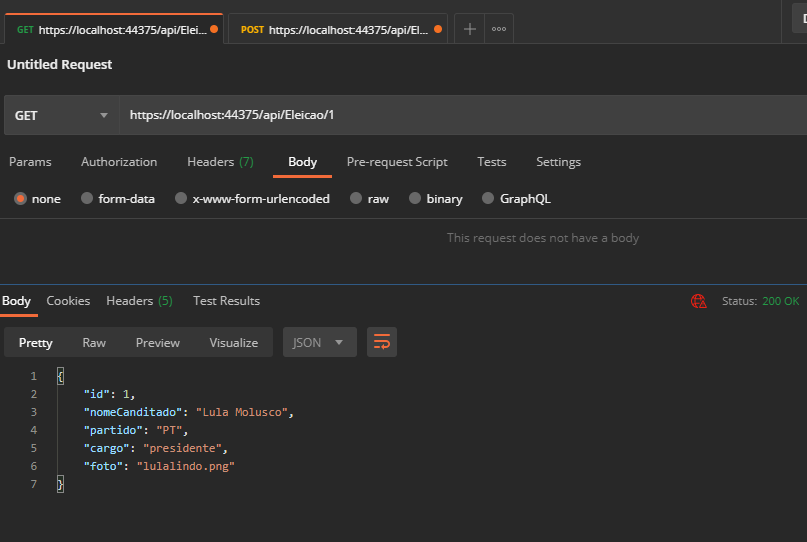 GET https://localhost:44375/api/Elei... POST https://localhost:44375/api/El...
Untitled Request
GET https://localhost:44375/api/Eleicao/1
Params Authorization Headers (7) Body Pre-request Script Tests Settings
none form-data x-www-form-urlencoded raw binary GraphQL
This request does not have a body
Body Cookies Headers (5) Test Results Status: 200 OK
Pretty Raw Preview Visualize JSON
1 {
2 "id": 1,
3 "nomeCanditado": "Lula Molusco",
4 "partido": "PT",
5 "cargo": "presidente",
6 "foto": "lulalindo.png"
7 }